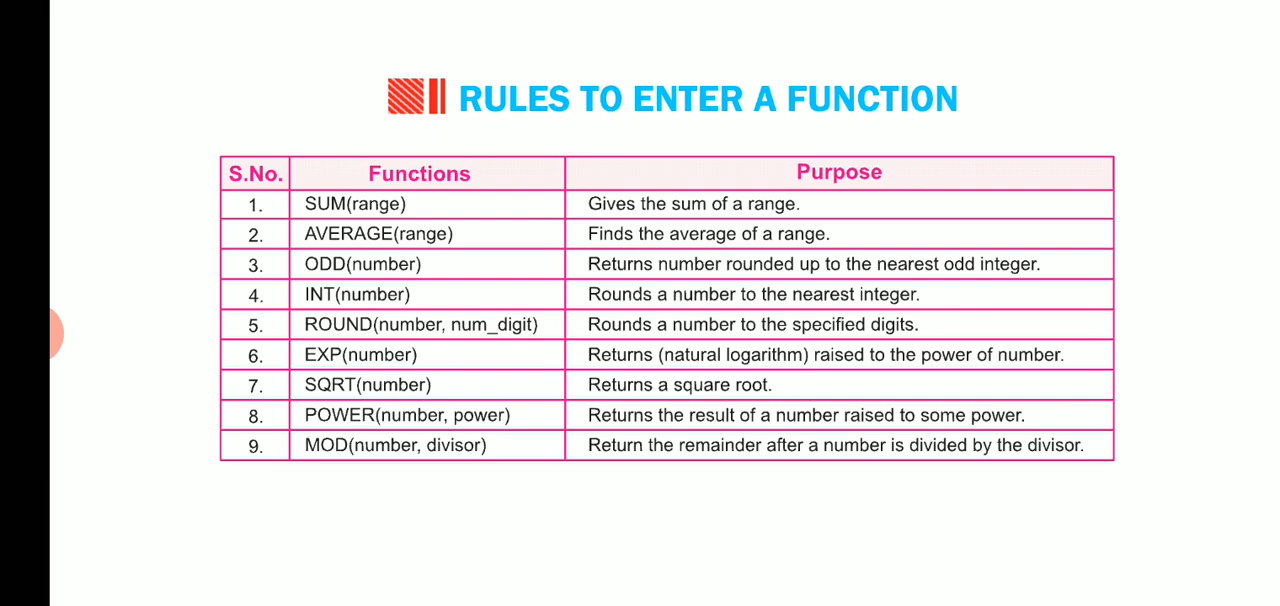 RULES TO ENTER A FUNCTION
S.No. Functions Purpose
1. SUM(range) Gives the sum of a range.
2. AVERAGE(range) Finds the average of a range.
3. ODD(number) Returns number rounded up to the nearest odd integer.
4. INT(number) Rounds a number to the nearest integer.
5. ROUND(number, num_digit) Rounds a number to the specified digits.
6. EXP(number) Returns (natural logarithm) raised to the power of number.
7. SQRT(number) Returns a square root.
8. POWER(number, power) Returns the result of a number raised to some power.
9. MOD(number, divisor) Return the remainder after a number is divided by the divisor.